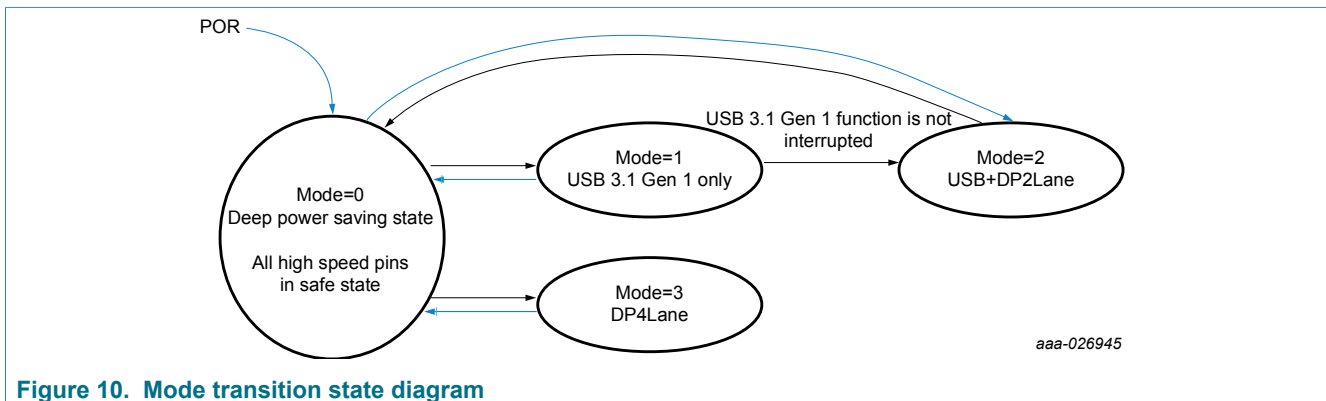 POR
USB 3.1 Gen 1 function is not
interrupted
Mode=0
Deep power saving state
All high speed pins
in safe state
Mode=1
USB 3.1 Gen 1 only
Mode=2
USB+DP2Lane
Mode=3
DP4Lane
aaa-026945
Figure 10. Mode transition state diagram